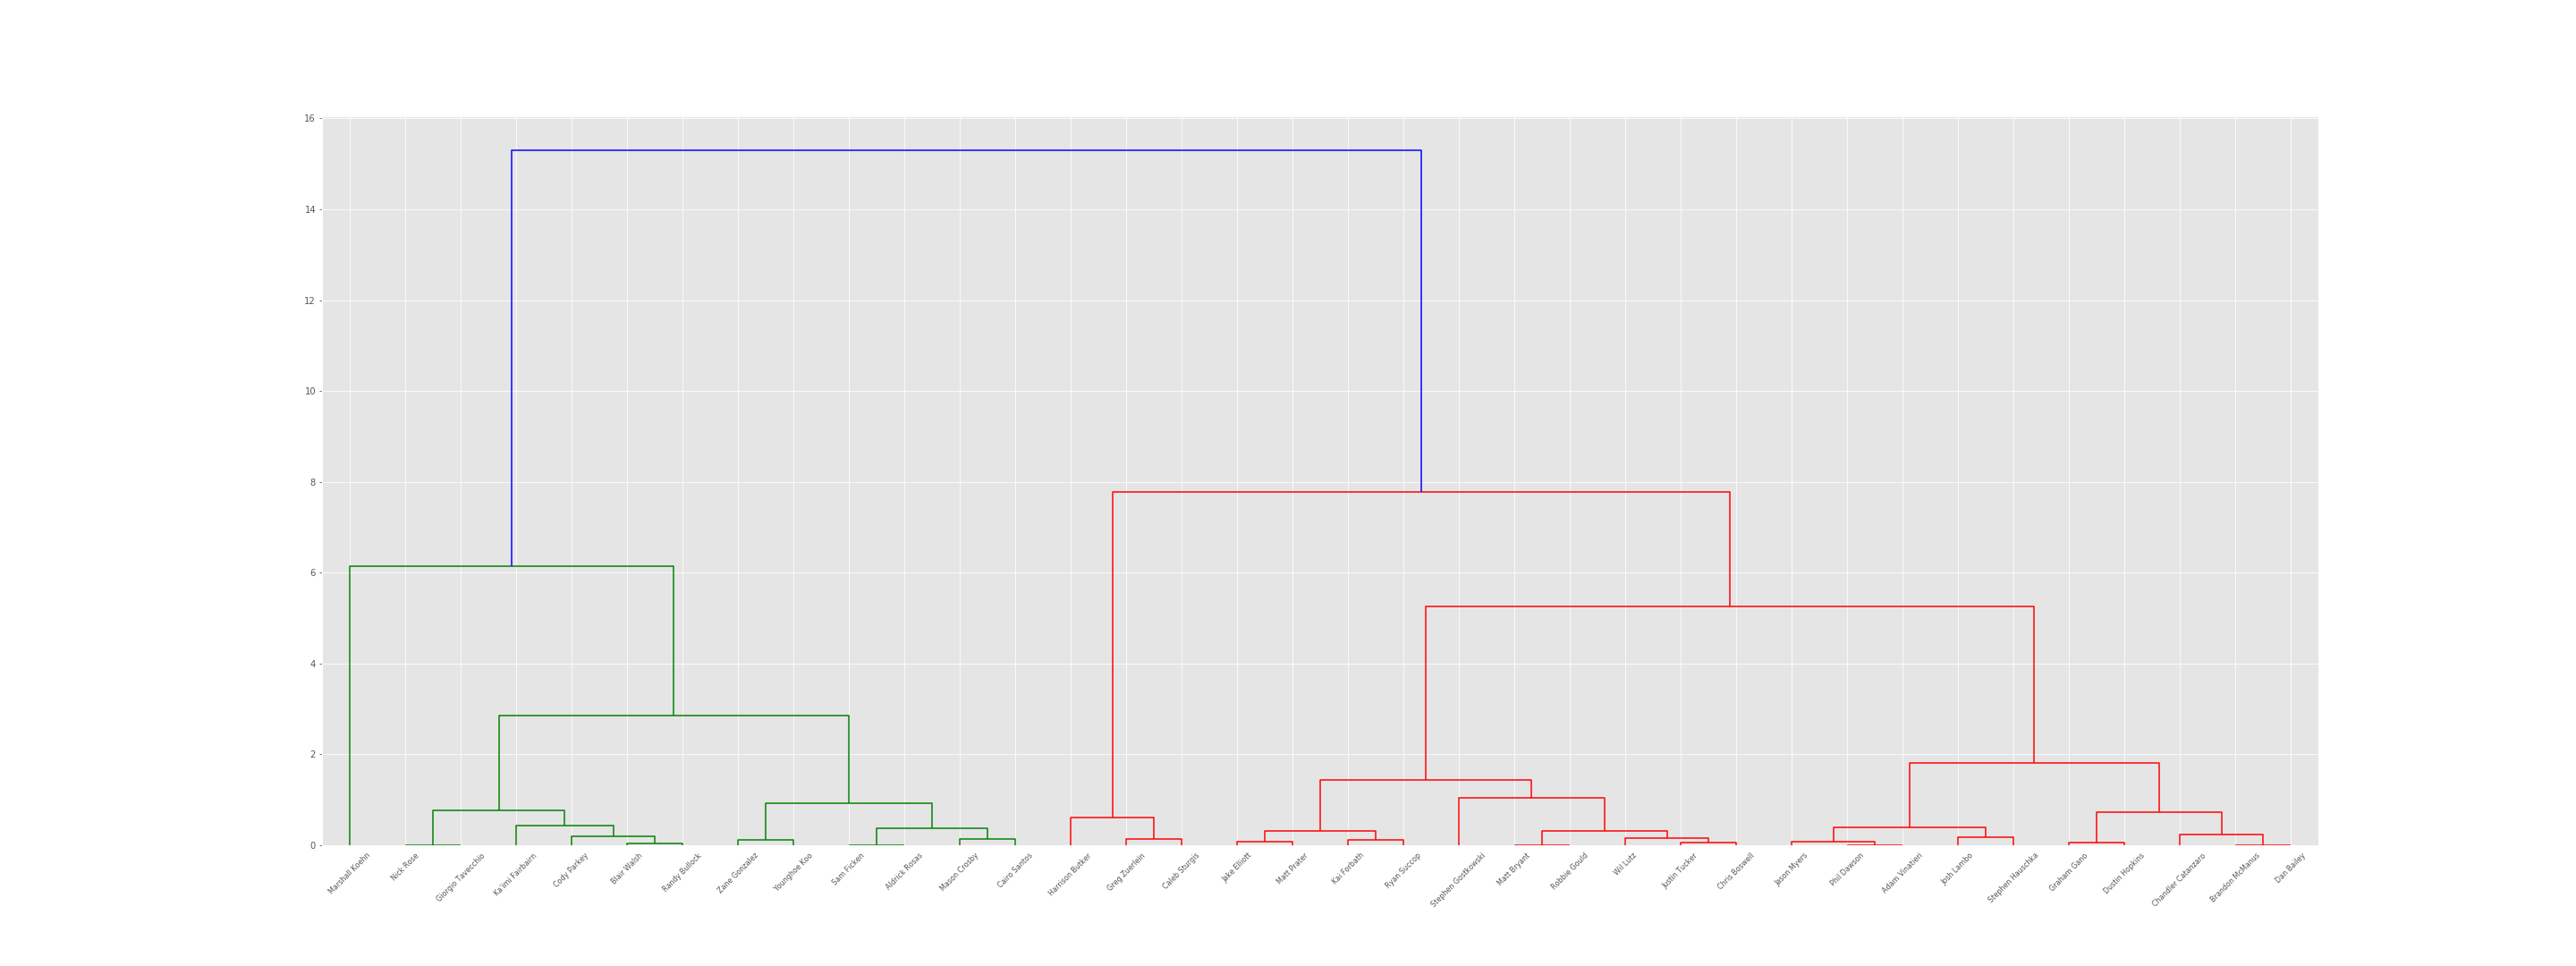 16
14
12
10
8
6
4
2
0
Marshall Koehn
Nick Rose
Giorgio Tavecchio
Ka'imi Fairbairn
Cody Parkey
Blair Walsh
Randy Bullock
Zane Gonzalez
Younghoe Koo
Sam Ficken
Aldrick Rosas
Mason Crosby
Cairo Santos
Harrison Butker
Greg Zuerlein
Caleb Sturgis
Jake Elliott
Matt Prater
Kai Forbath
Ryan Succop
Stephen Gostkowski
Matt Bryant
Robbie Gould
Wil Lutz
Justin Tucker
Chris Boswell
Jason Myers
Phil Dawson
Adam Vinatieri
Josh Lambo
Stephen Hauschka
Graham Gano
Dustin Hopkins
Chandler Catanzaro
Brandon McManus
Dan Bailey